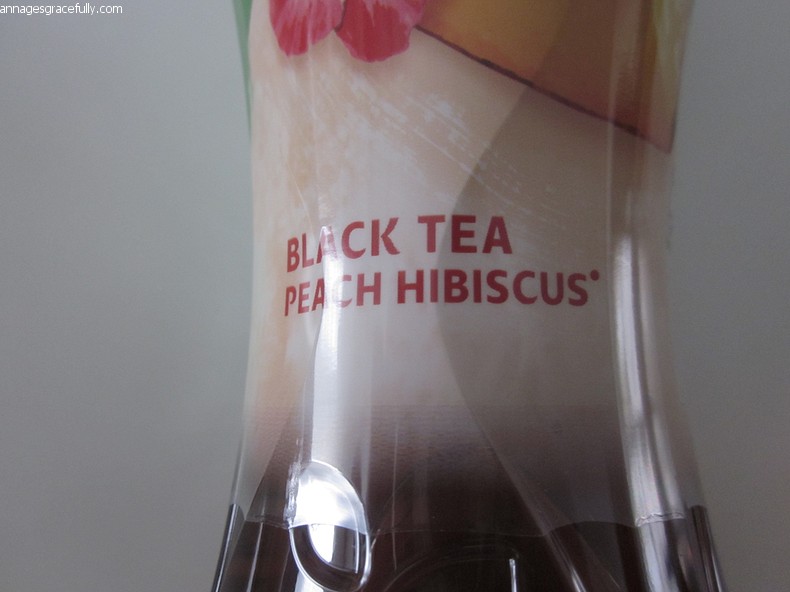 annagesgracefully.com
BLACK TEA
PEACH HIBISCUS•